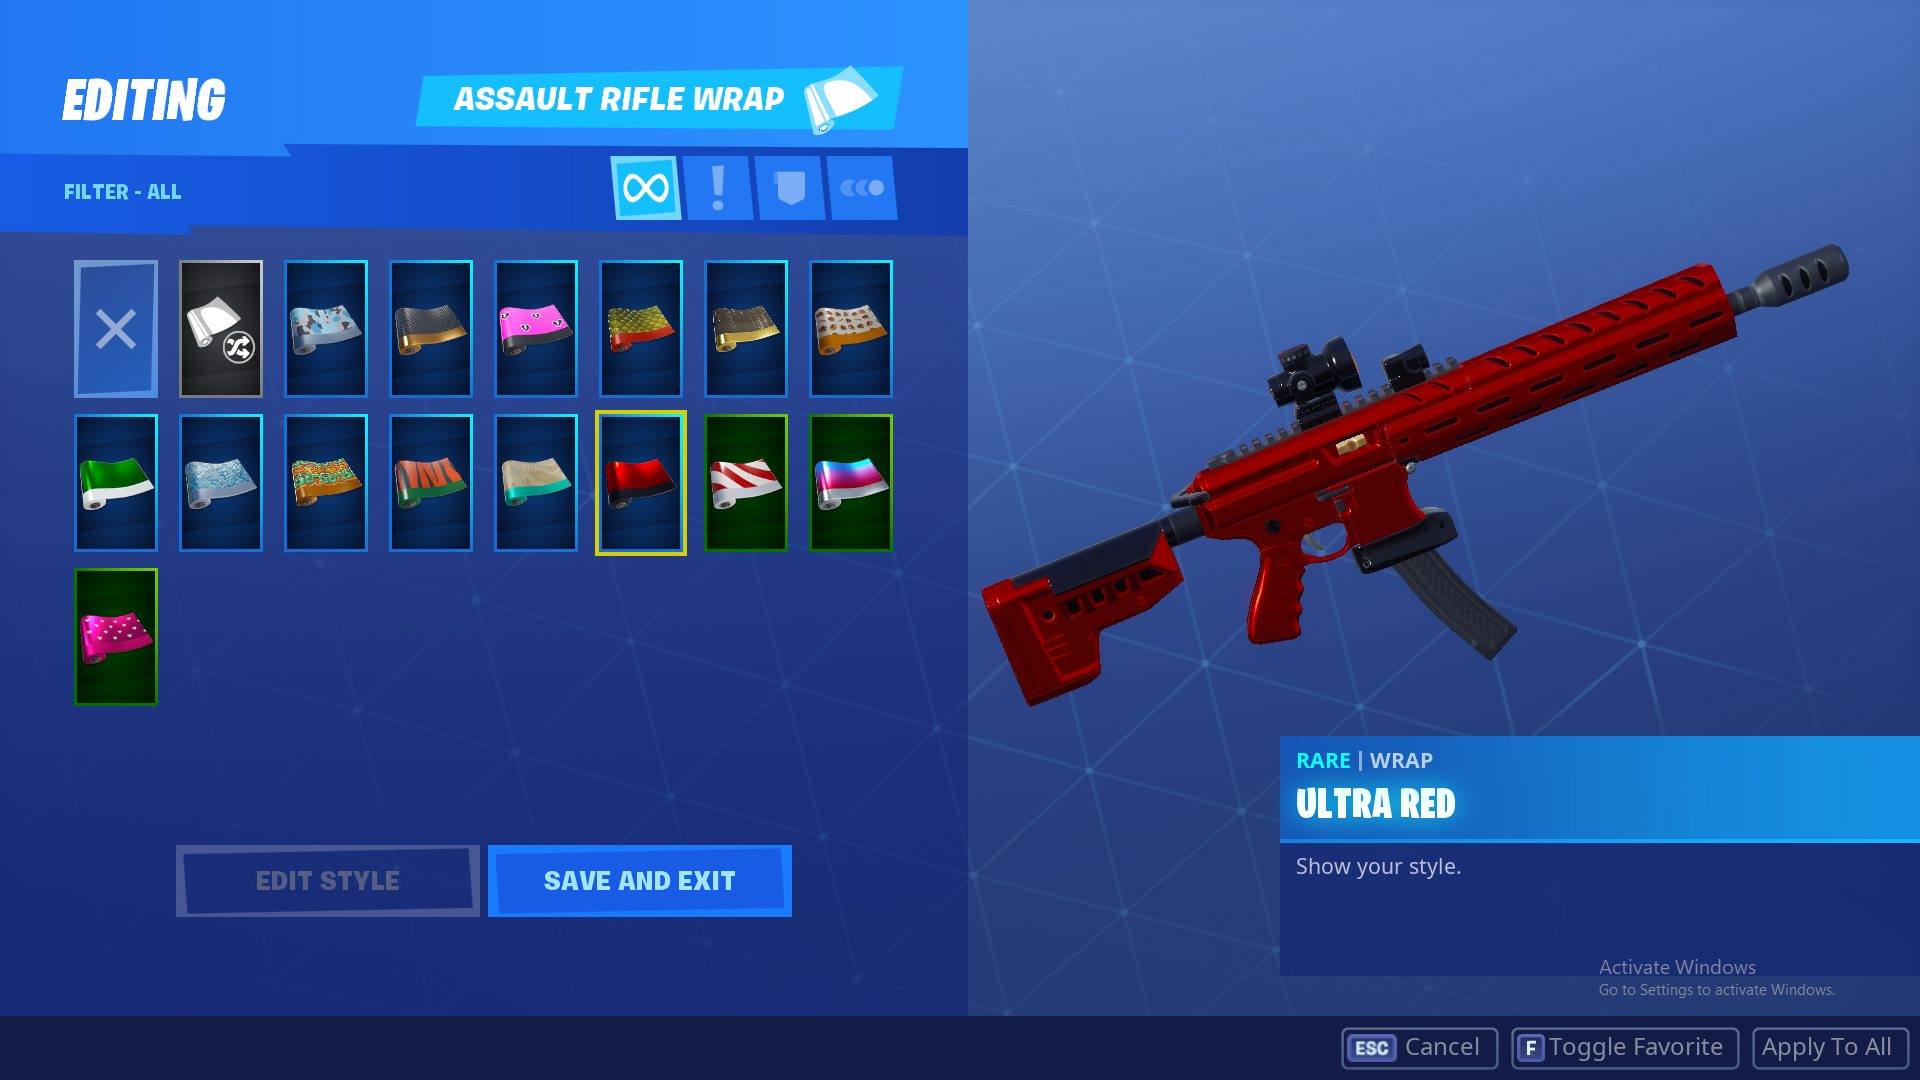 EDITING
ASSAULT RIFLE WRAP
FILTER - ALL
EDIT STYLE
SAVE AND EXIT
RARE | WRAP
ULTRA RED
Show your style.
Activate Windows
Go to Settings to activate Windows.
ESC Cancel
F Toggle Favorite
Apply To All